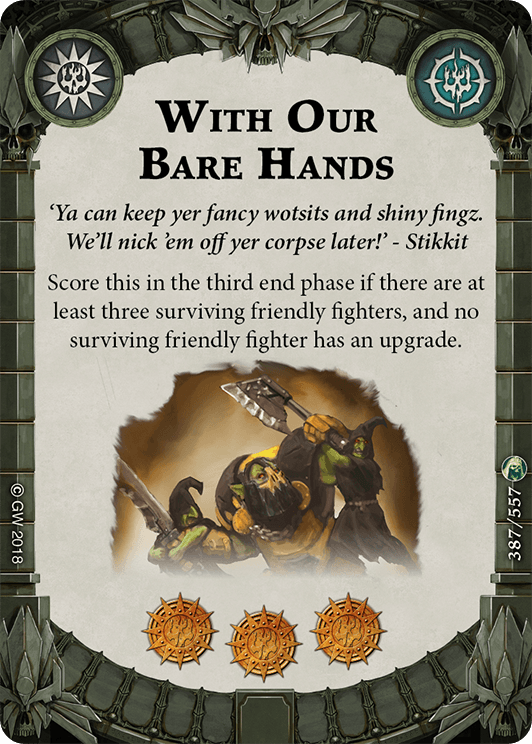 With Our
Bare Hands
‘Ya can keep yer fancy wotsits and shiny fingz.
We’ll nick ’em off yer corpse later!’ - Stikkit
Score this in the third end phase if there are at
least three surviving friendly fighters, and no
surviving friendly fighter has an upgrade.
© GW 2018
387/557